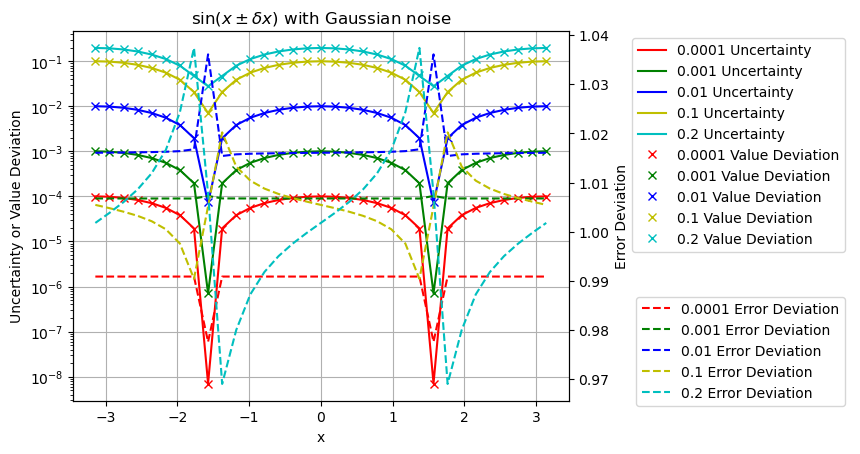 sin(x ± δx) with Gaussian noise
Uncertainty or Value Deviation
10⁻¹
10⁻²
10⁻³
10⁻⁴
10⁻⁵
10⁻⁶
10⁻⁷
10⁻⁸
−3
−2
−1
0
1
2
3
x
1.04
1.03
1.02
1.01
1.00
0.99
0.98
0.97
Error Deviation
0.0001 Uncertainty
0.001 Uncertainty
0.01 Uncertainty
0.1 Uncertainty
0.2 Uncertainty
0.0001 Value Deviation
0.001 Value Deviation
0.01 Value Deviation
0.1 Value Deviation
0.2 Value Deviation
0.0001 Error Deviation
0.001 Error Deviation
0.01 Error Deviation
0.1 Error Deviation
0.2 Error Deviation